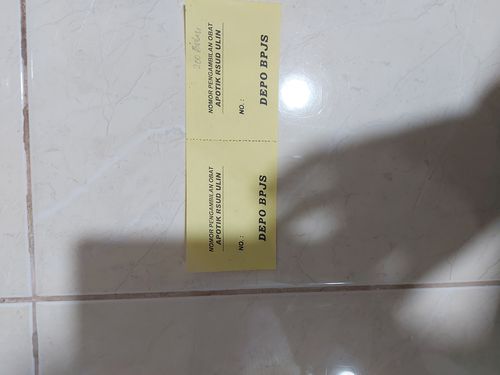 NOMOR PENGAMBILAN OBAT
APOTIK RSUD ULIN
NO. :
DEPO BPJS
NOMOR PENGAMBILAN OBAT
APOTIK RSUD ULIN
NO. :
DEPO BPJS